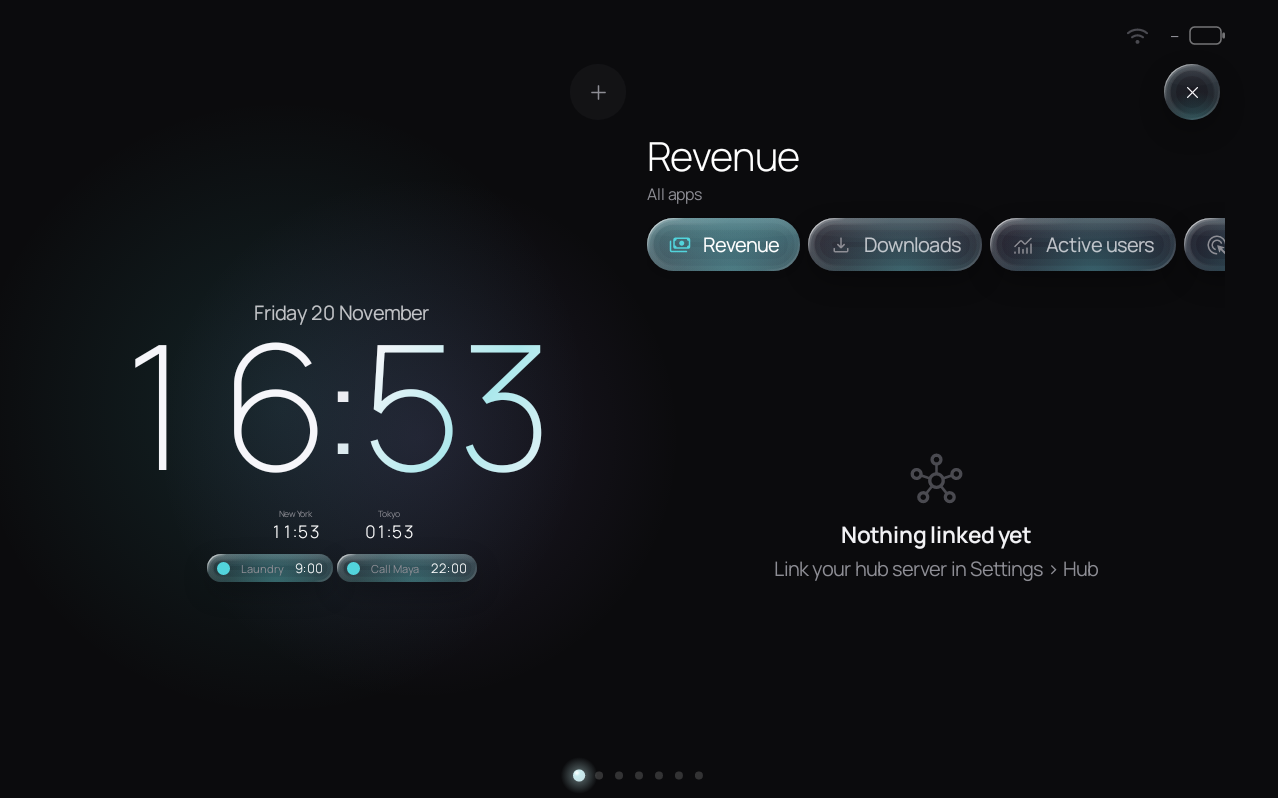 Revenue
All apps
Revenue
Downloads
Active users
Friday 20 November
16:53
New York
11:53
Tokyo
01:53
Laundry 9:00
Call Maya 22:00
Nothing linked yet
Link your hub server in Settings › Hub